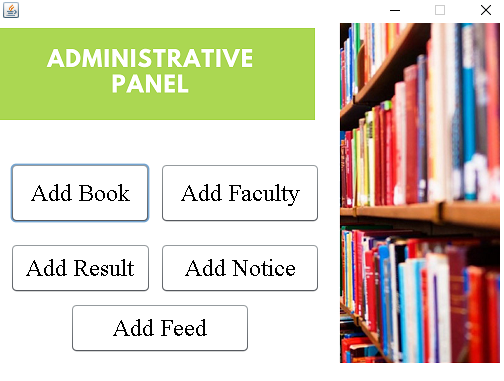 ADMINISTRATIVE
PANEL
Add Book
Add Faculty
Add Result
Add Notice
Add Feed